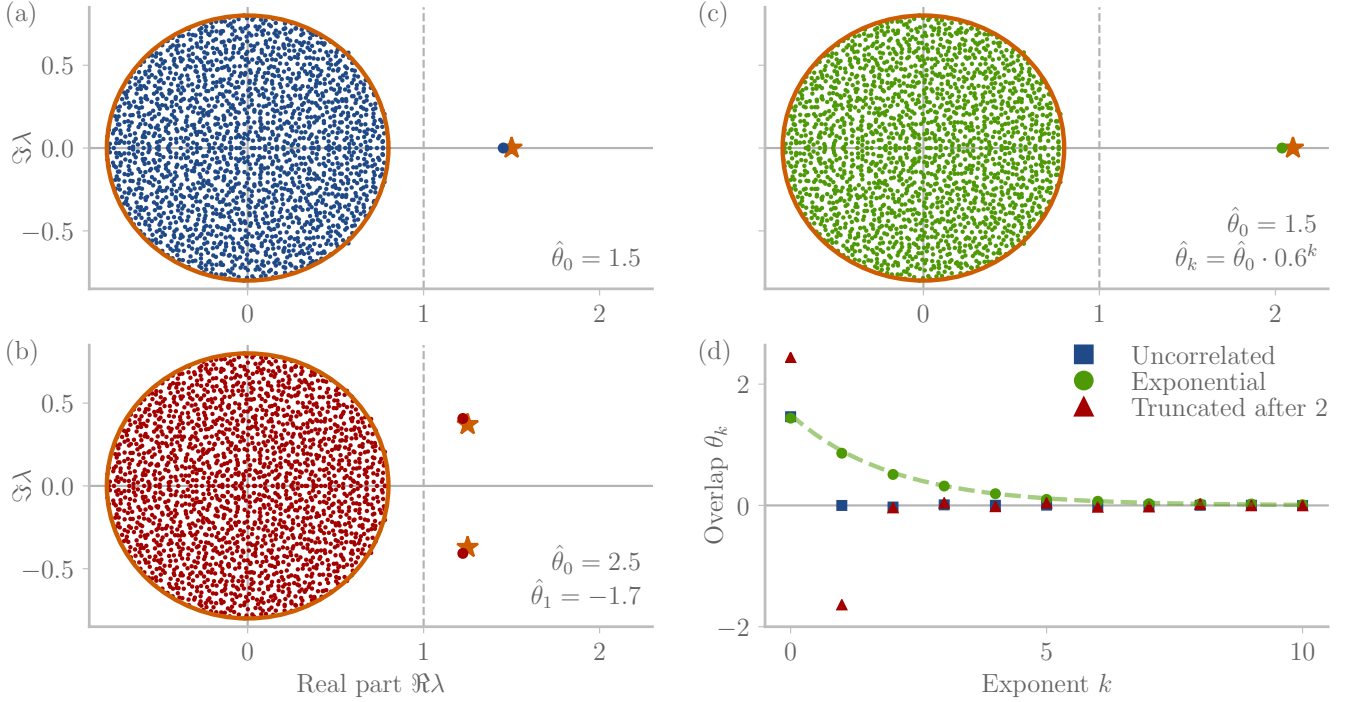 (a)
ℑλ
0.5
0.0
−0.5
0
1
2
θ̂₀ = 1.5
(c)
0
1
2
θ̂₀ = 1.5
θ̂ₖ = θ̂₀ · 0.6ᵏ
(b)
ℑλ
0.5
0.0
−0.5
0
1
2
Real part ℜλ
θ̂₀ = 2.5
θ̂₁ = −1.7
(d)
Overlap θₖ
2
0
−2
0
5
10
Exponent k
Uncorrelated
Exponential
Truncated after 2